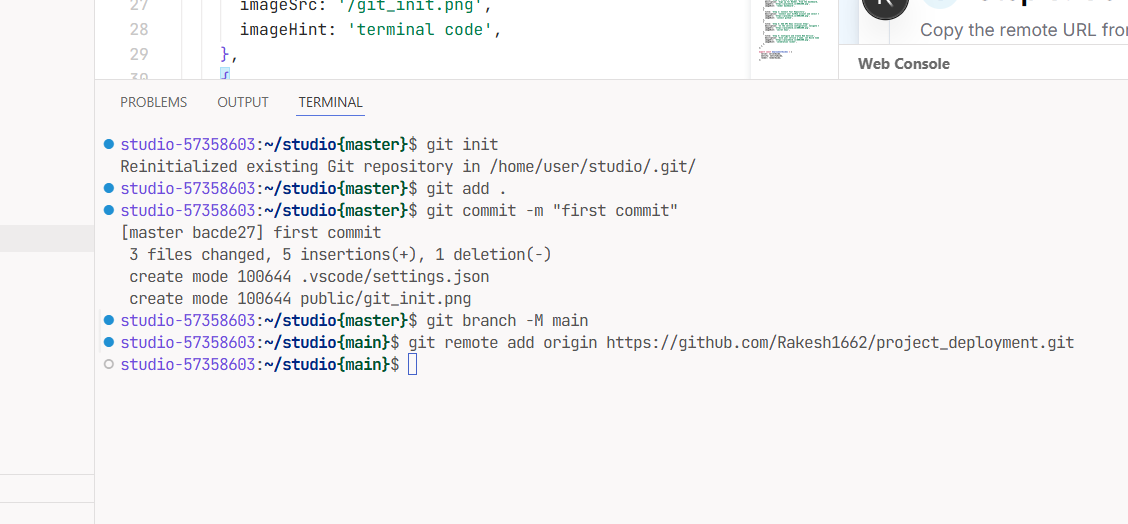 27 imageSrc: '/git_init.png',
28 imageHint: 'terminal code',
29 },
30 {
Copy the remote URL from
Web Console
PROBLEMS OUTPUT TERMINAL
studio-57358603:~/studio{master}$ git init
Reinitialized existing Git repository in /home/user/studio/.git/
studio-57358603:~/studio{master}$ git add .
studio-57358603:~/studio{master}$ git commit -m "first commit"
[master bacde27] first commit
3 files changed, 5 insertions(+), 1 deletion(-)
create mode 100644 .vscode/settings.json
create mode 100644 public/git_init.png
studio-57358603:~/studio{master}$ git branch -M main
studio-57358603:~/studio{main}$ git remote add origin https://github.com/Rakesh1662/project_deployment.git
studio-57358603:~/studio{main}$